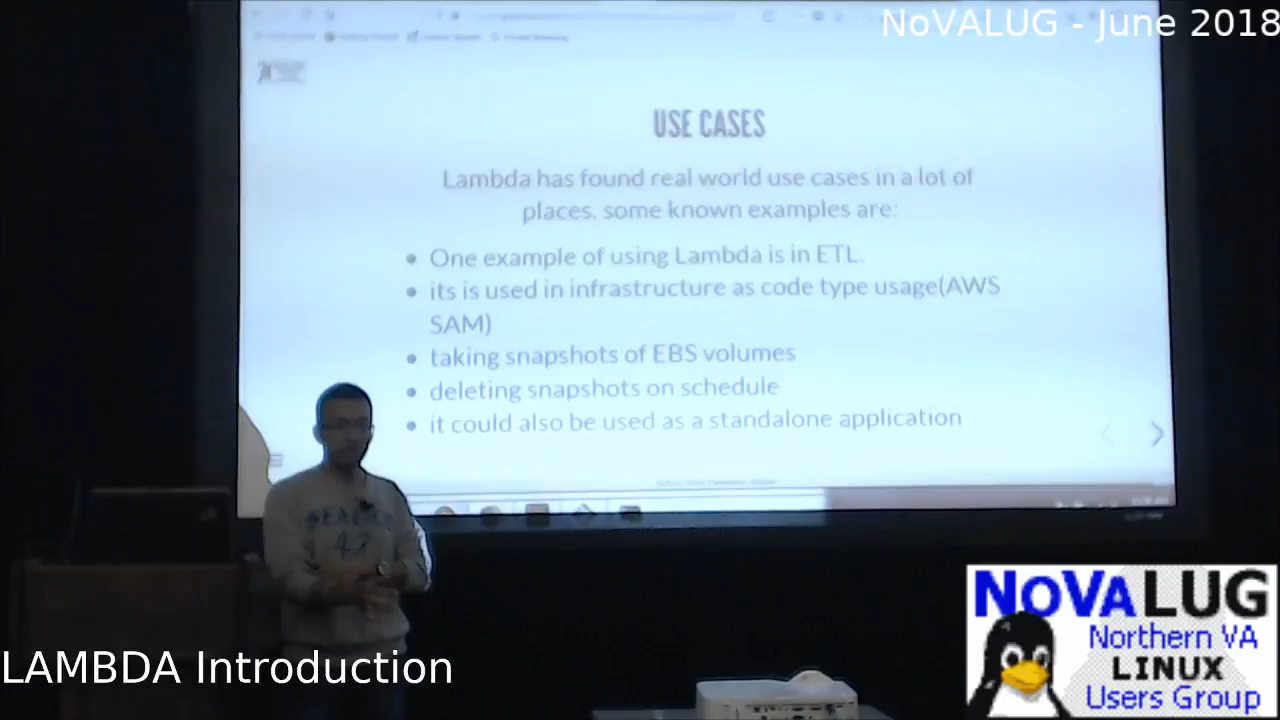 NoVALUG - June 2018
USE CASES
Lambda has found real world use cases in a lot of
places. some known examples are:
One example of using Lambda is in ETL.
its is used in infrastructure as code type usage(AWS
SAM)
taking snapshots of EBS volumes
deleting snapshots on schedule
it could also be used as a standalone application
47
LAMBDA Introduction
NOVALUG
Northern VA
LINUX
Users Group